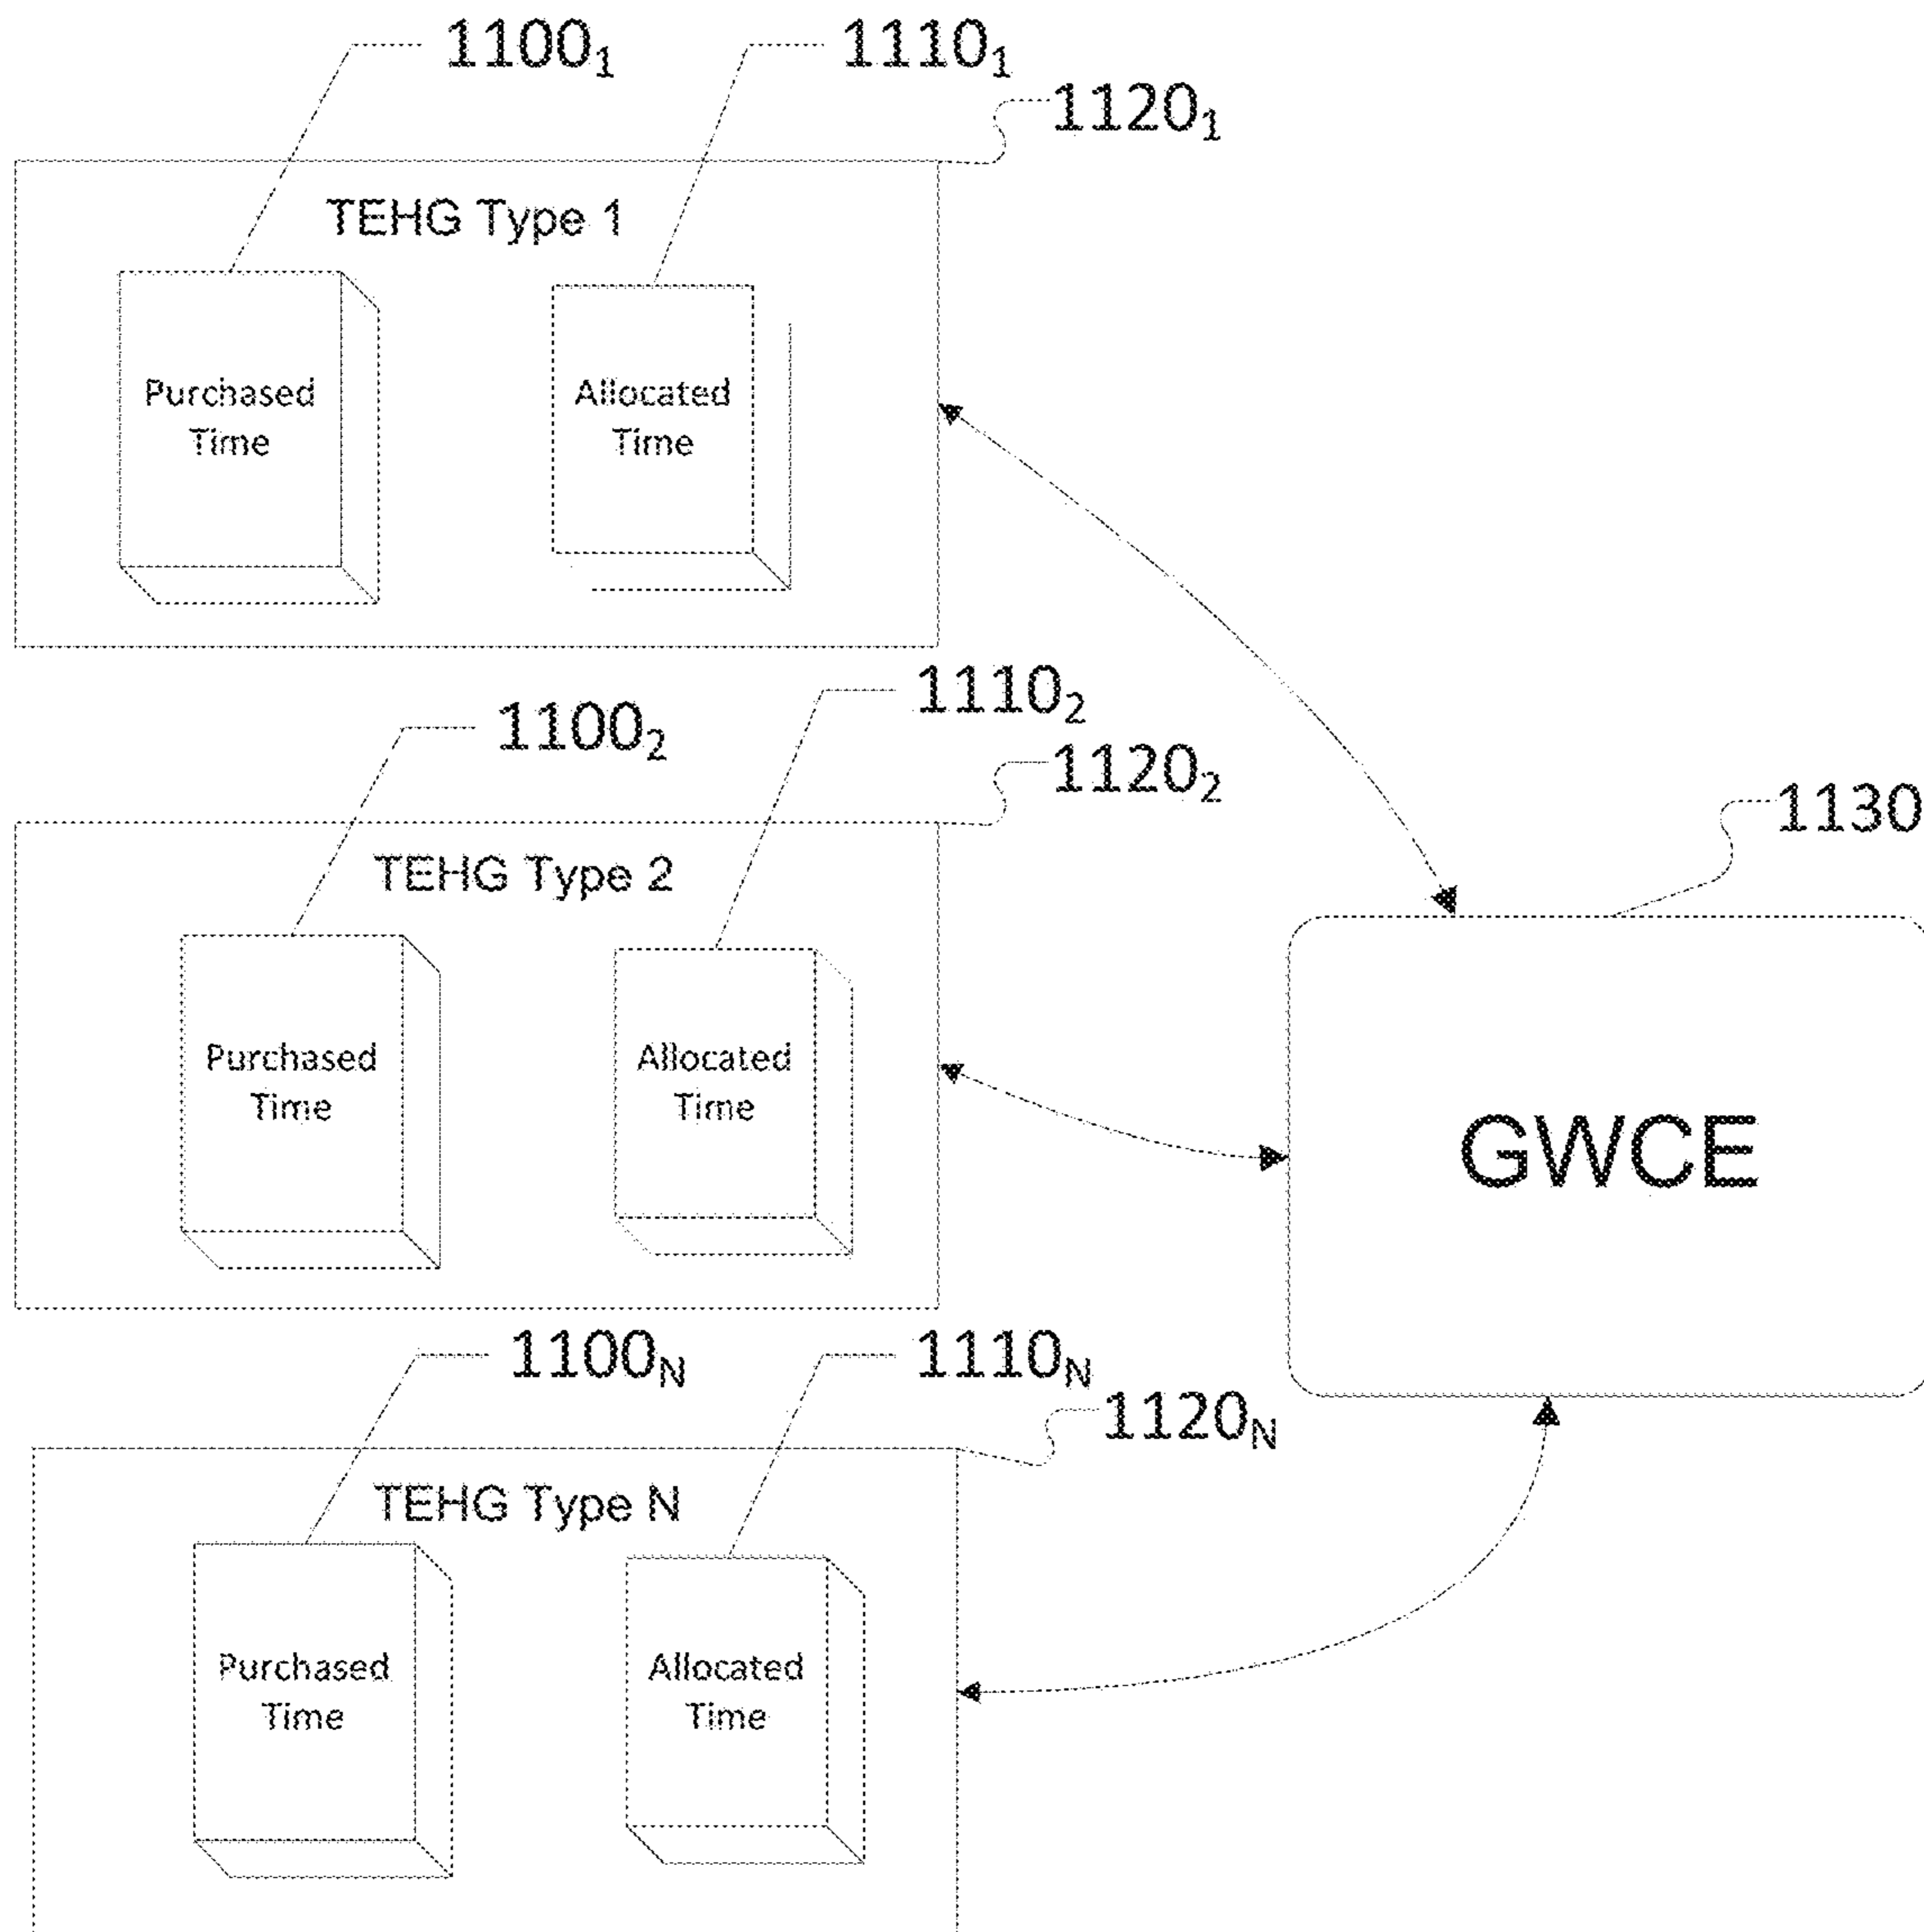 1100₁
1110₁
1120₁
TEHG Type 1
Purchased
Time
Allocated
Time
1100₂
1110₂
1120₂
TEHG Type 2
Purchased
Time
Allocated
Time
1130
GWCE
1100N
1110N
1120N
TEHG Type N
Purchased
Time
Allocated
Time